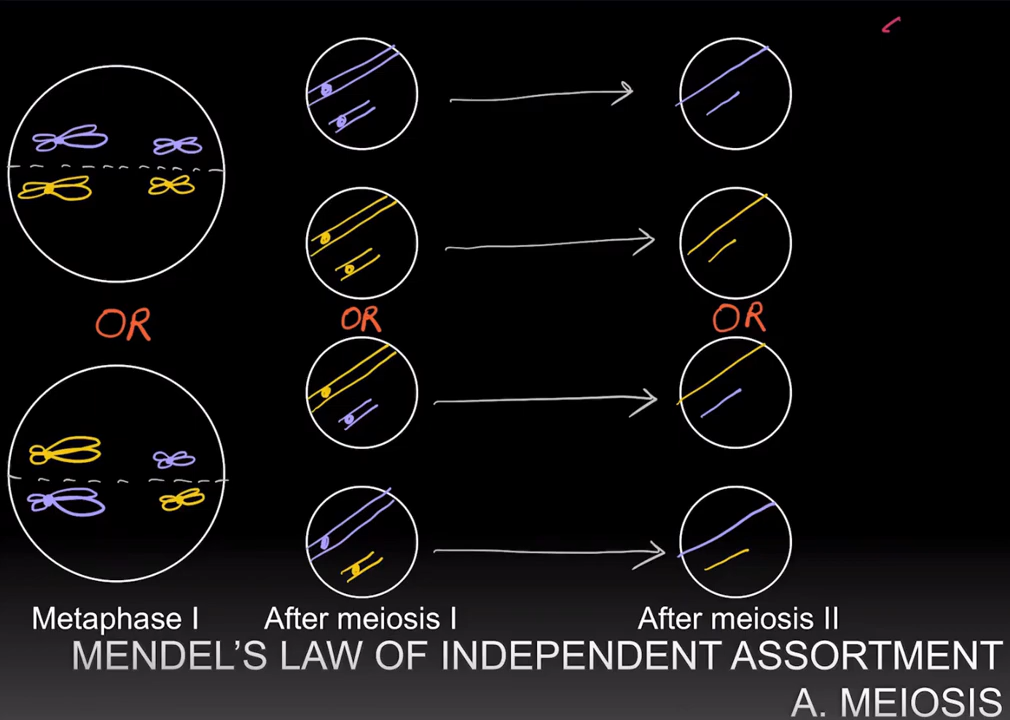 OR
OR
OR
Metaphase I
After meiosis I
After meiosis II
MENDEL'S LAW OF INDEPENDENT ASSORTMENT
A. MEIOSIS